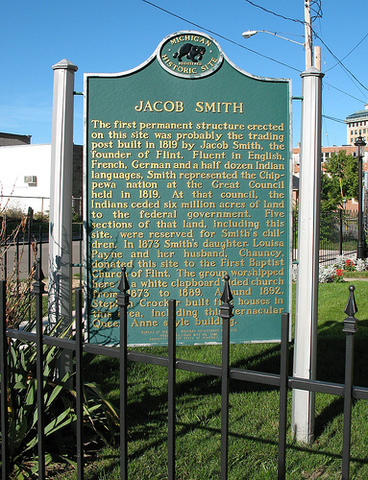 MICHIGAN
REGISTERED
HISTORIC SITE
JACOB SMITH
The first permanent structure erected
on this site was probably the trading
post built in 1819 by Jacob Smith, the
founder of Flint. Fluent in English,
French, German and a half dozen Indian
languages, Smith represented the Chip-
pewa nation at the Great Council
held in 1819. At that council, the
Indians ceded six million acres of land
to the federal government. Five
sections of that land, including this
site, were reserved for Smith's chil-
dren. In 1873 Smith's daughter, Louisa
Payne and her husband, Chauncy,
donated this site to the First Baptist
Church of Flint. The group worshipped
here in a white clapboard-sided church
from 1873 to 1889. Around 1892,
Stephen Crocker built houses in
this area, including this vernacular
Queen Anne style building.